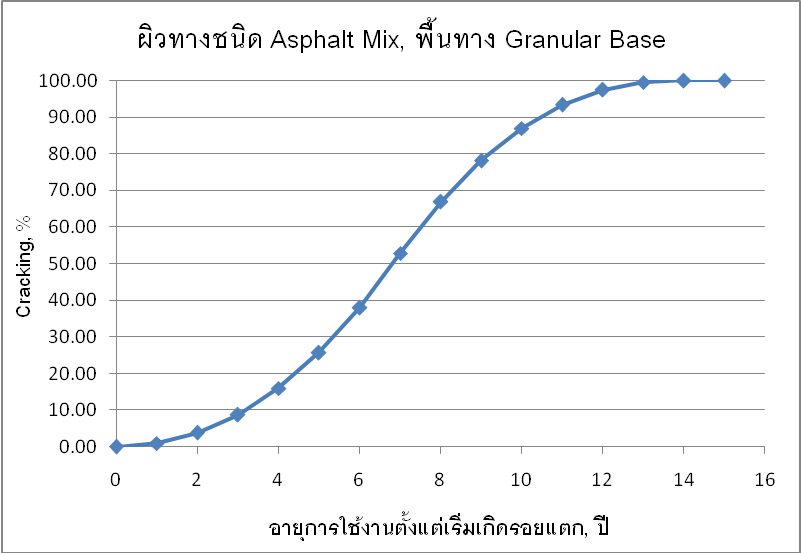 ผิวทางชนิด Asphalt Mix, พื้นทาง Granular Base
100.00
90.00
80.00
70.00
60.00
50.00
40.00
30.00
20.00
10.00
0.00
Cracking, %
0 2 4 6 8 10 12 14 16
อายุการใช้งานตั้งแต่เริ่มเกิดรอยแตก, ปี